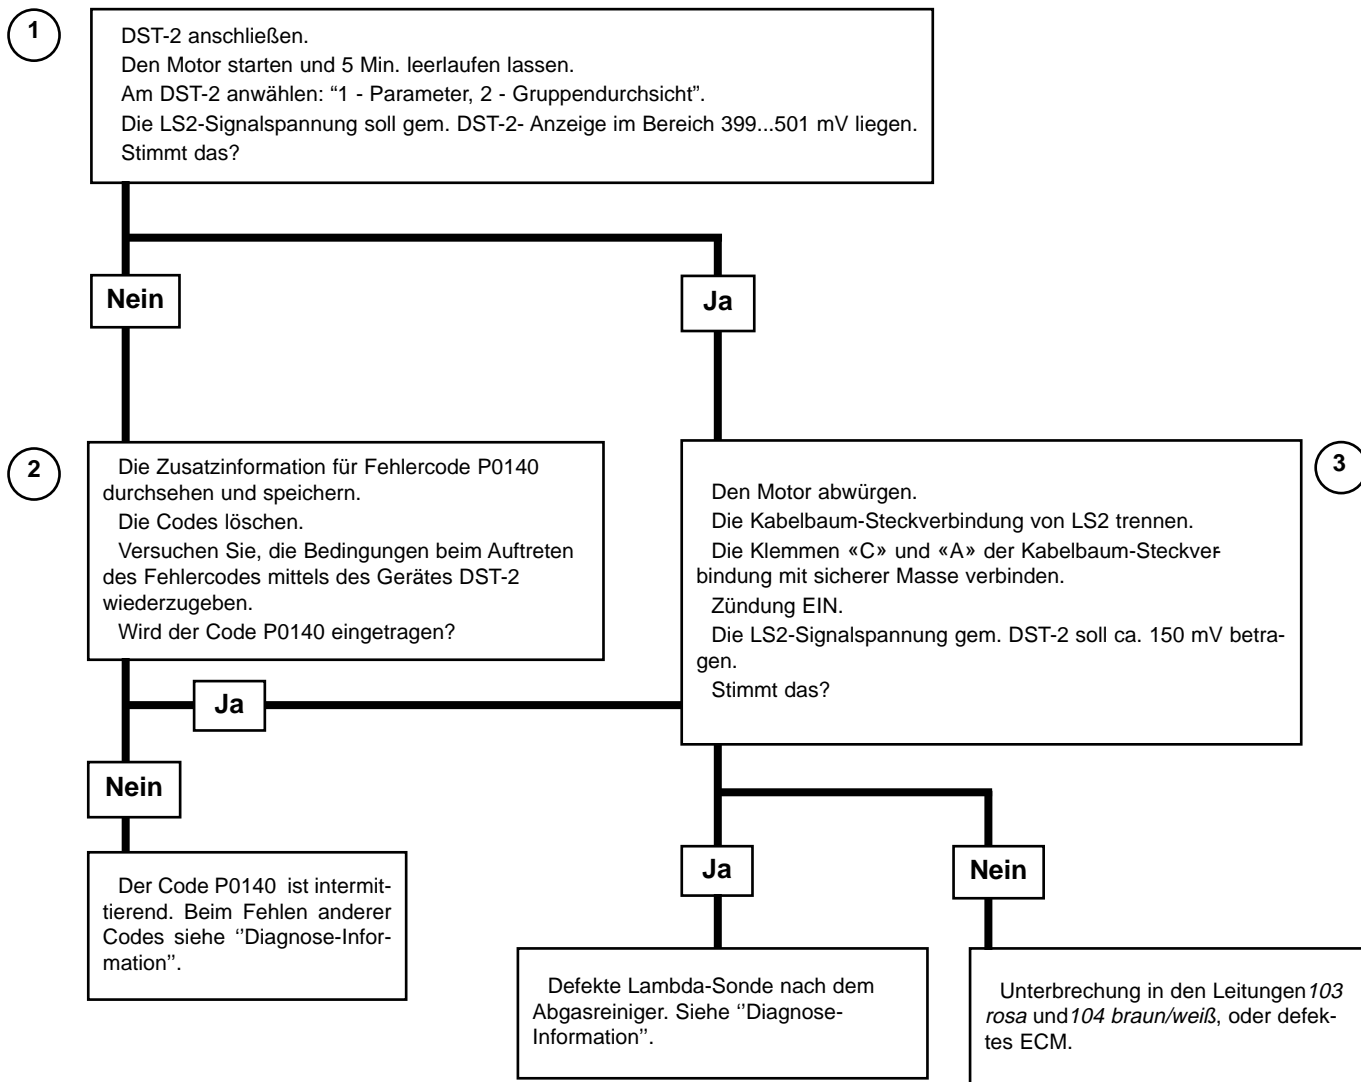 1
DST-2 anschließen.
Den Motor starten und 5 Min. leerlaufen lassen.
Am DST-2 anwählen: “1 - Parameter, 2 - Gruppendurchsicht”.
Die LS2-Signalspannung soll gem. DST-2- Anzeige im Bereich 399...501 mV liegen.
Stimmt das?
Nein
Ja
2
Die Zusatzinformation für Fehlercode P0140
durchsehen und speichern.
Die Codes löschen.
Versuchen Sie, die Bedingungen beim Auftreten
des Fehlercodes mittels des Gerätes DST-2
wiederzugeben.
Wird der Code P0140 eingetragen?
3
Den Motor abwürgen.
Die Kabelbaum-Steckverbindung von LS2 trennen.
Die Klemmen «C» und «A» der Kabelbaum-Steckver-
bindung mit sicherer Masse verbinden.
Zündung EIN.
Die LS2-Signalspannung gem. DST-2 soll ca. 150 mV betra-
gen.
Stimmt das?
Ja
Nein
Der Code P0140 ist intermit-
tierend. Beim Fehlen anderer
Codes siehe ‘’Diagnose-Infor-
mation’’.
Ja
Nein
Defekte Lambda-Sonde nach dem
Abgasreiniger. Siehe ‘’Diagnose-
Information’’.
Unterbrechung in den Leitungen 103
rosa und 104 braun/weiß, oder defek-
tes ECM.